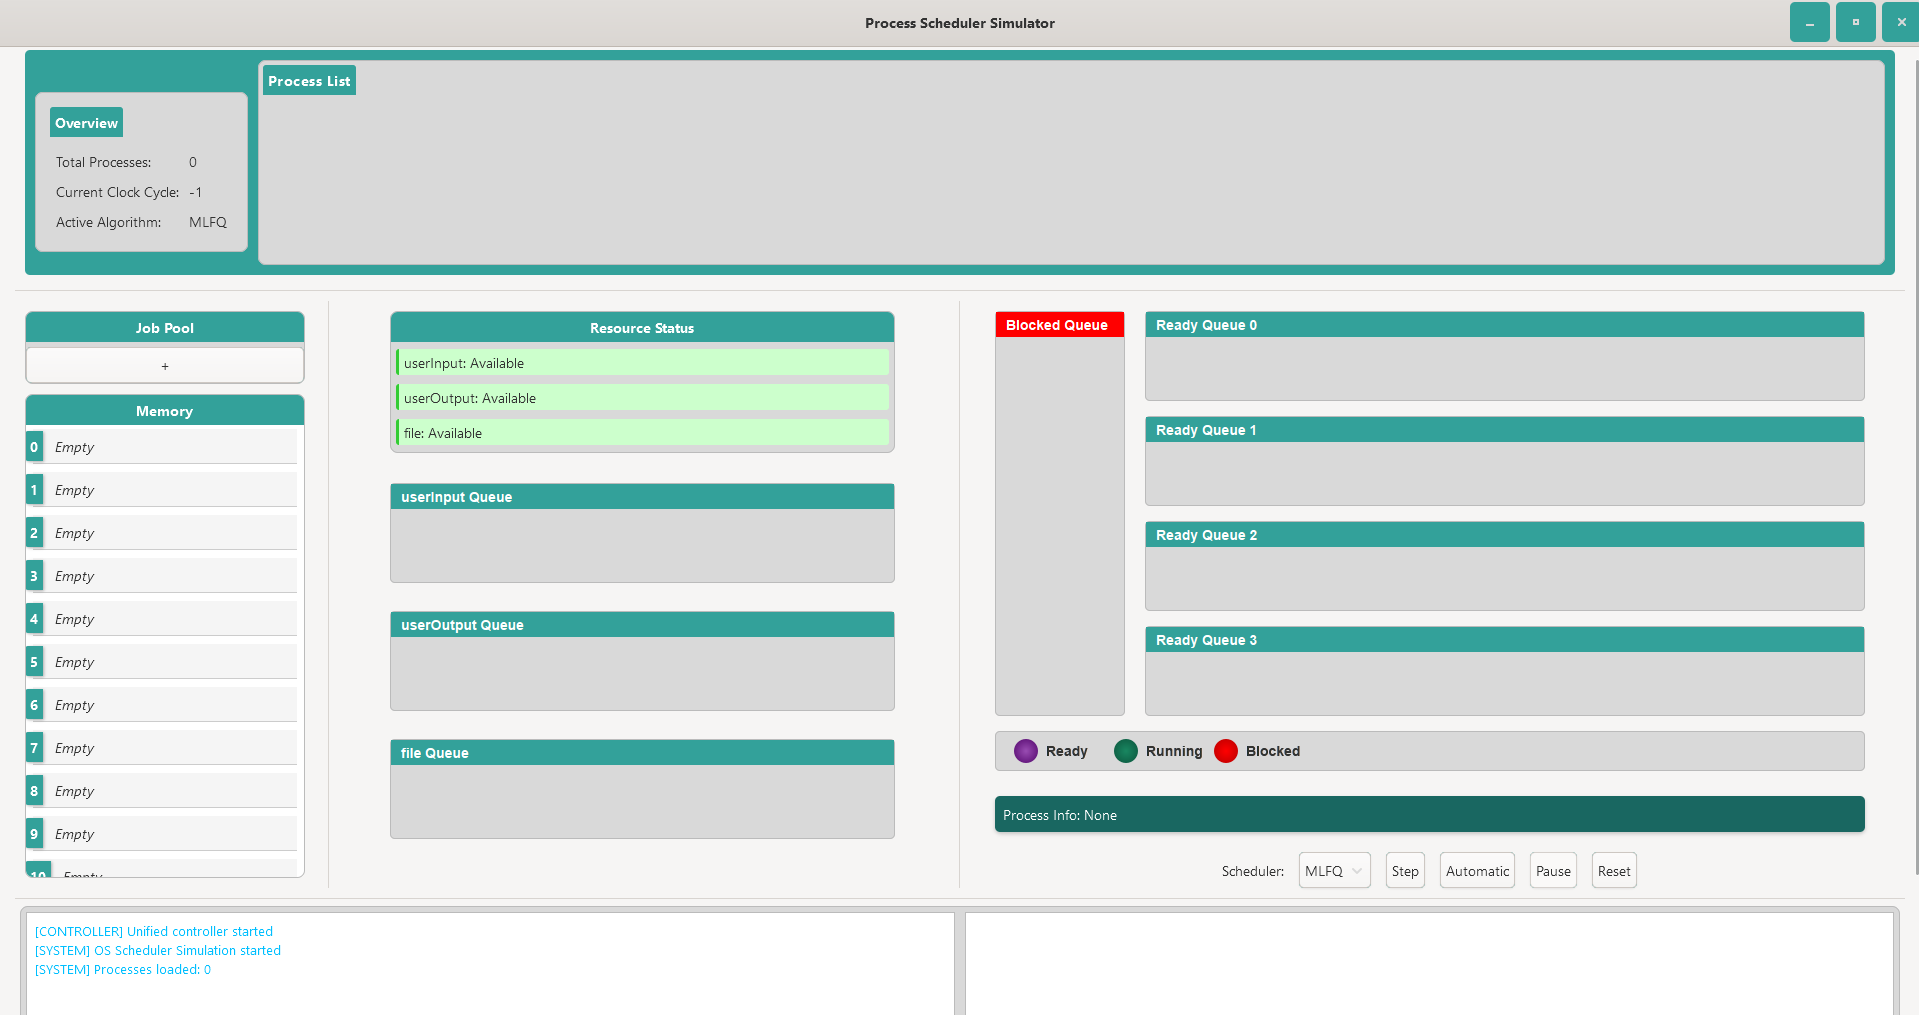 Process Scheduler Simulator
Process List
Overview
Total Processes: 0
Current Clock Cycle: -1
Active Algorithm: MLFQ
Job Pool
+
Memory
0 Empty
1 Empty
2 Empty
3 Empty
4 Empty
5 Empty
6 Empty
7 Empty
8 Empty
9 Empty
10 Empty
Resource Status
userInput: Available
userOutput: Available
file: Available
userInput Queue
userOutput Queue
file Queue
Blocked Queue
Ready Queue 0
Ready Queue 1
Ready Queue 2
Ready Queue 3
Ready Running Blocked
Process Info: None
Scheduler: MLFQ Step Automatic Pause Reset
[CONTROLLER] Unified controller started
[SYSTEM] OS Scheduler Simulation started
[SYSTEM] Processes loaded: 0